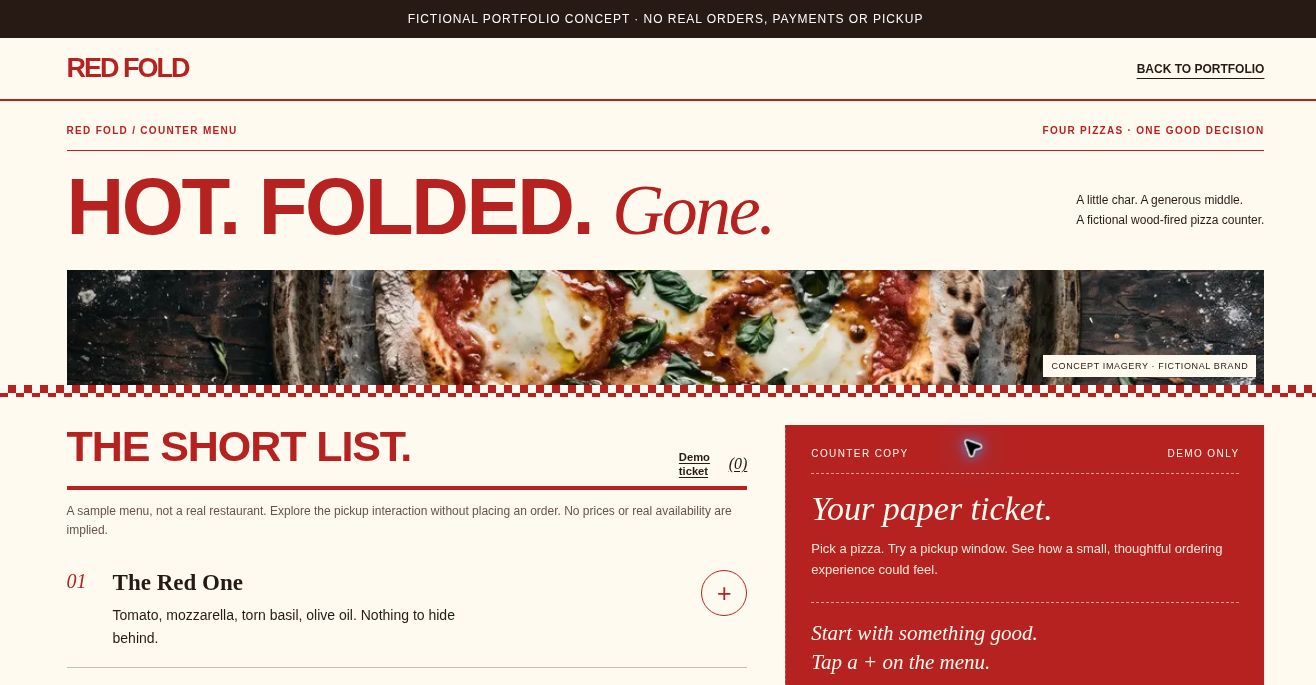 FICTIONAL PORTFOLIO CONCEPT · NO REAL ORDERS, PAYMENTS OR PICKUP
RED FOLD
BACK TO PORTFOLIO
RED FOLD / COUNTER MENU
FOUR PIZZAS · ONE GOOD DECISION
HOT. FOLDED. Gone.
A little char. A generous middle.
A fictional wood-fired pizza counter.
CONCEPT IMAGERY · FICTIONAL BRAND
THE SHORT LIST.
Demo
ticket
(0)
A sample menu, not a real restaurant. Explore the pickup interaction without placing an order. No prices or real availability are
implied.
01
The Red One
Tomato, mozzarella, torn basil, olive oil. Nothing to hide
behind.
+
COUNTER COPY
DEMO ONLY
Your paper ticket.
Pick a pizza. Try a pickup window. See how a small, thoughtful ordering
experience could feel.
Start with something good.
Tap a + on the menu.